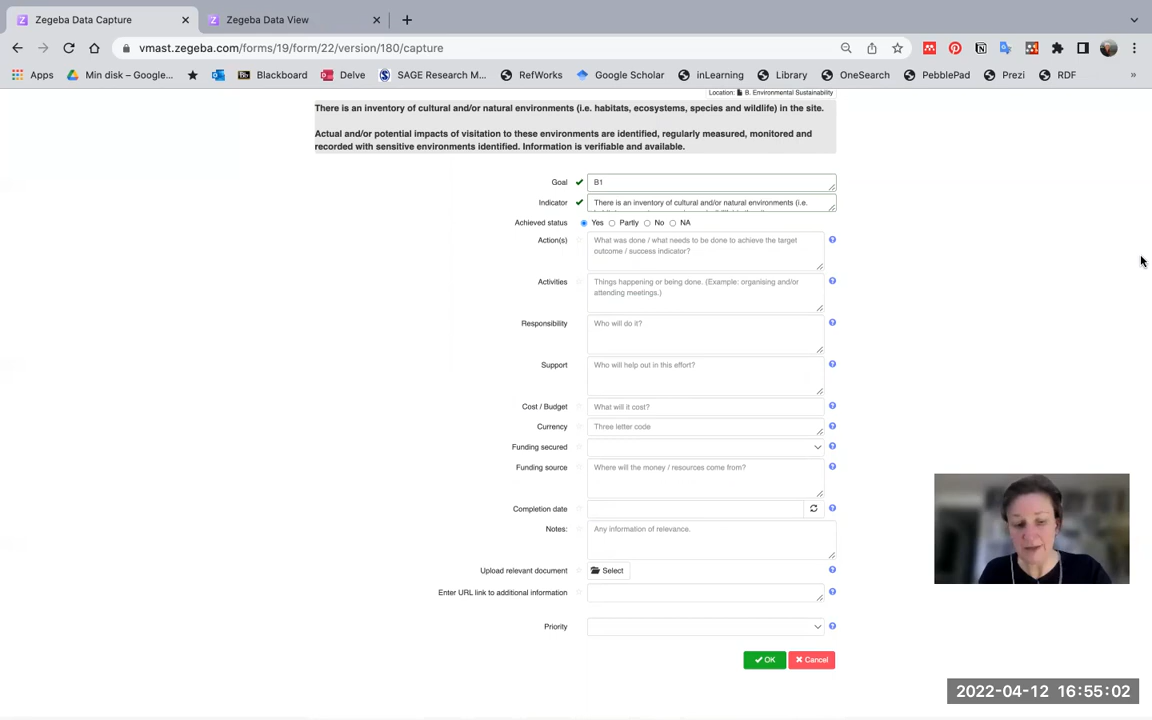 Zegeba Data Capture
Zegeba Data View
vmast.zegeba.com/forms/19/form/22/version/180/capture
Apps Min disk – Google... Outlook Blackboard Delve SAGE Research M... RefWorks Google Scholar inLearning Library OneSearch PebblePad Prezi RDF »
Location: B. Environmental Sustainability
There is an inventory of cultural and/or natural environments (i.e. habitats, ecosystems, species and wildlife) in the site.
Actual and/or potential impacts of visitation to these environments are identified, regularly measured, monitored and
recorded with sensitive environments identified. Information is verifiable and available.
Goal B1
Indicator There is an inventory of cultural and/or natural environments (i.e.
Achieved status Yes Partly No NA
Action(s) What was done / what needs to be done to achieve the target
outcome / success indicator?
Activities Things happening or being done. (Example: organising and/or
attending meetings.)
Responsibility Who will do it?
Support Who will help out in this effort?
Cost / Budget What will it cost?
Currency Three letter code
Funding secured
Funding source Where will the money / resources come from?
Completion date
Notes: Any information of relevance.
Upload relevant document Select
Enter URL link to additional information
Priority
OK Cancel
2022-04-12 16:55:02